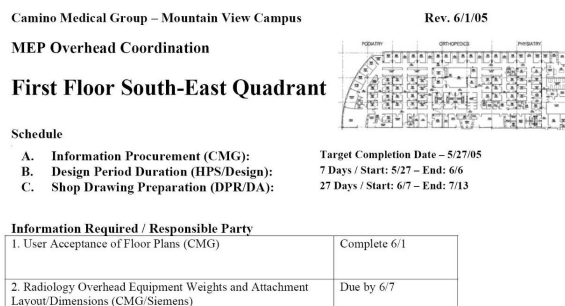 Camino Medical Group – Mountain View Campus Rev. 6/1/05
MEP Overhead Coordination
PODIATRY ORTHOPEDICS PHYSIATRY
First Floor South-East Quadrant
Schedule
A. Information Procurement (CMG): Target Completion Date – 5/27/05
B. Design Period Duration (HPS/Design): 7 Days / Start: 5/27 – End: 6/6
C. Shop Drawing Preparation (DPR/DA): 27 Days / Start: 6/7 – End: 7/13
Information Required / Responsible Party
1. User Acceptance of Floor Plans (CMG) Complete 6/1
2. Radiology Overhead Equipment Weights and Attachment Due by 6/7
Layout/Dimensions (CMG/Siemens)